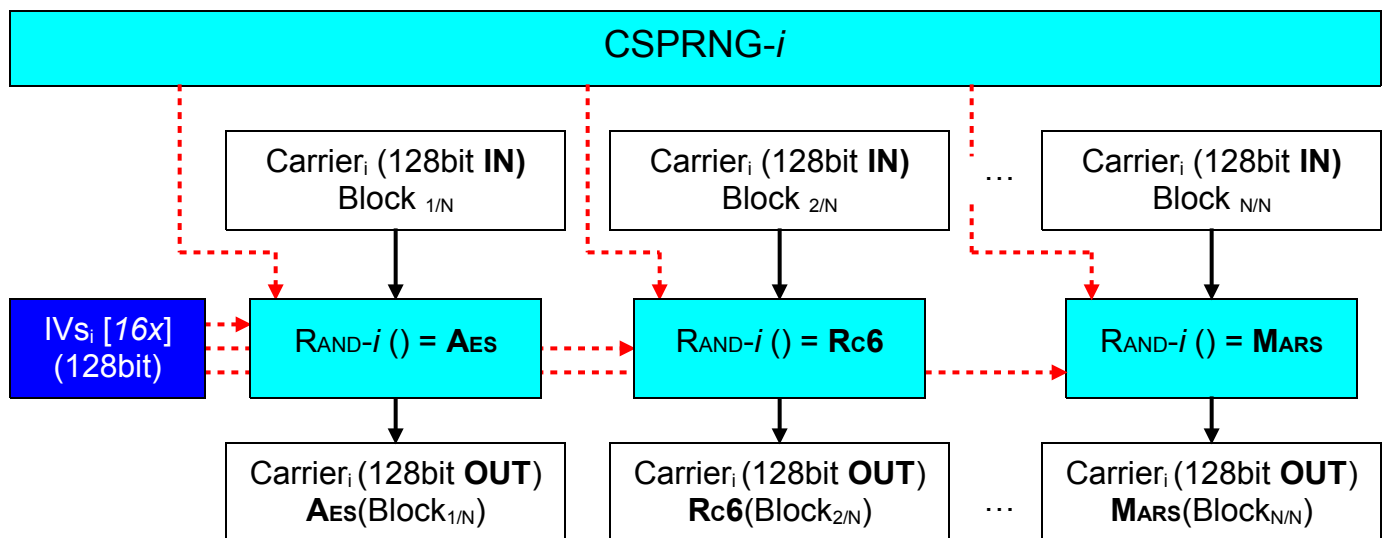 CSPRNG-i
Carrieri (128bit IN)
Block 1/N
Carrieri (128bit IN)
Block 2/N
...
Carrieri (128bit IN)
Block N/N
IVsi [16x]
(128bit)
RAND-i () = AES
RAND-i () = RC6
RAND-i () = MARS
Carrieri (128bit OUT)
AES(Block1/N)
Carrieri (128bit OUT)
RC6(Block2/N)
...
Carrieri (128bit OUT)
MARS(BlockN/N)